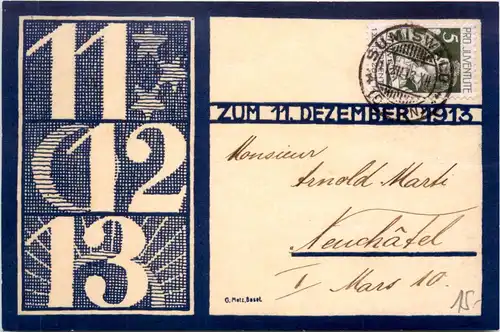 11
12
13
SUMISWALD
PRO JUVENTUTE
5
ZUM 11. DEZEMBER 1913
Monsieur
Arnold Marti
Neuchâtel
I Mars 10.
G. Metz, Basel.
15.-